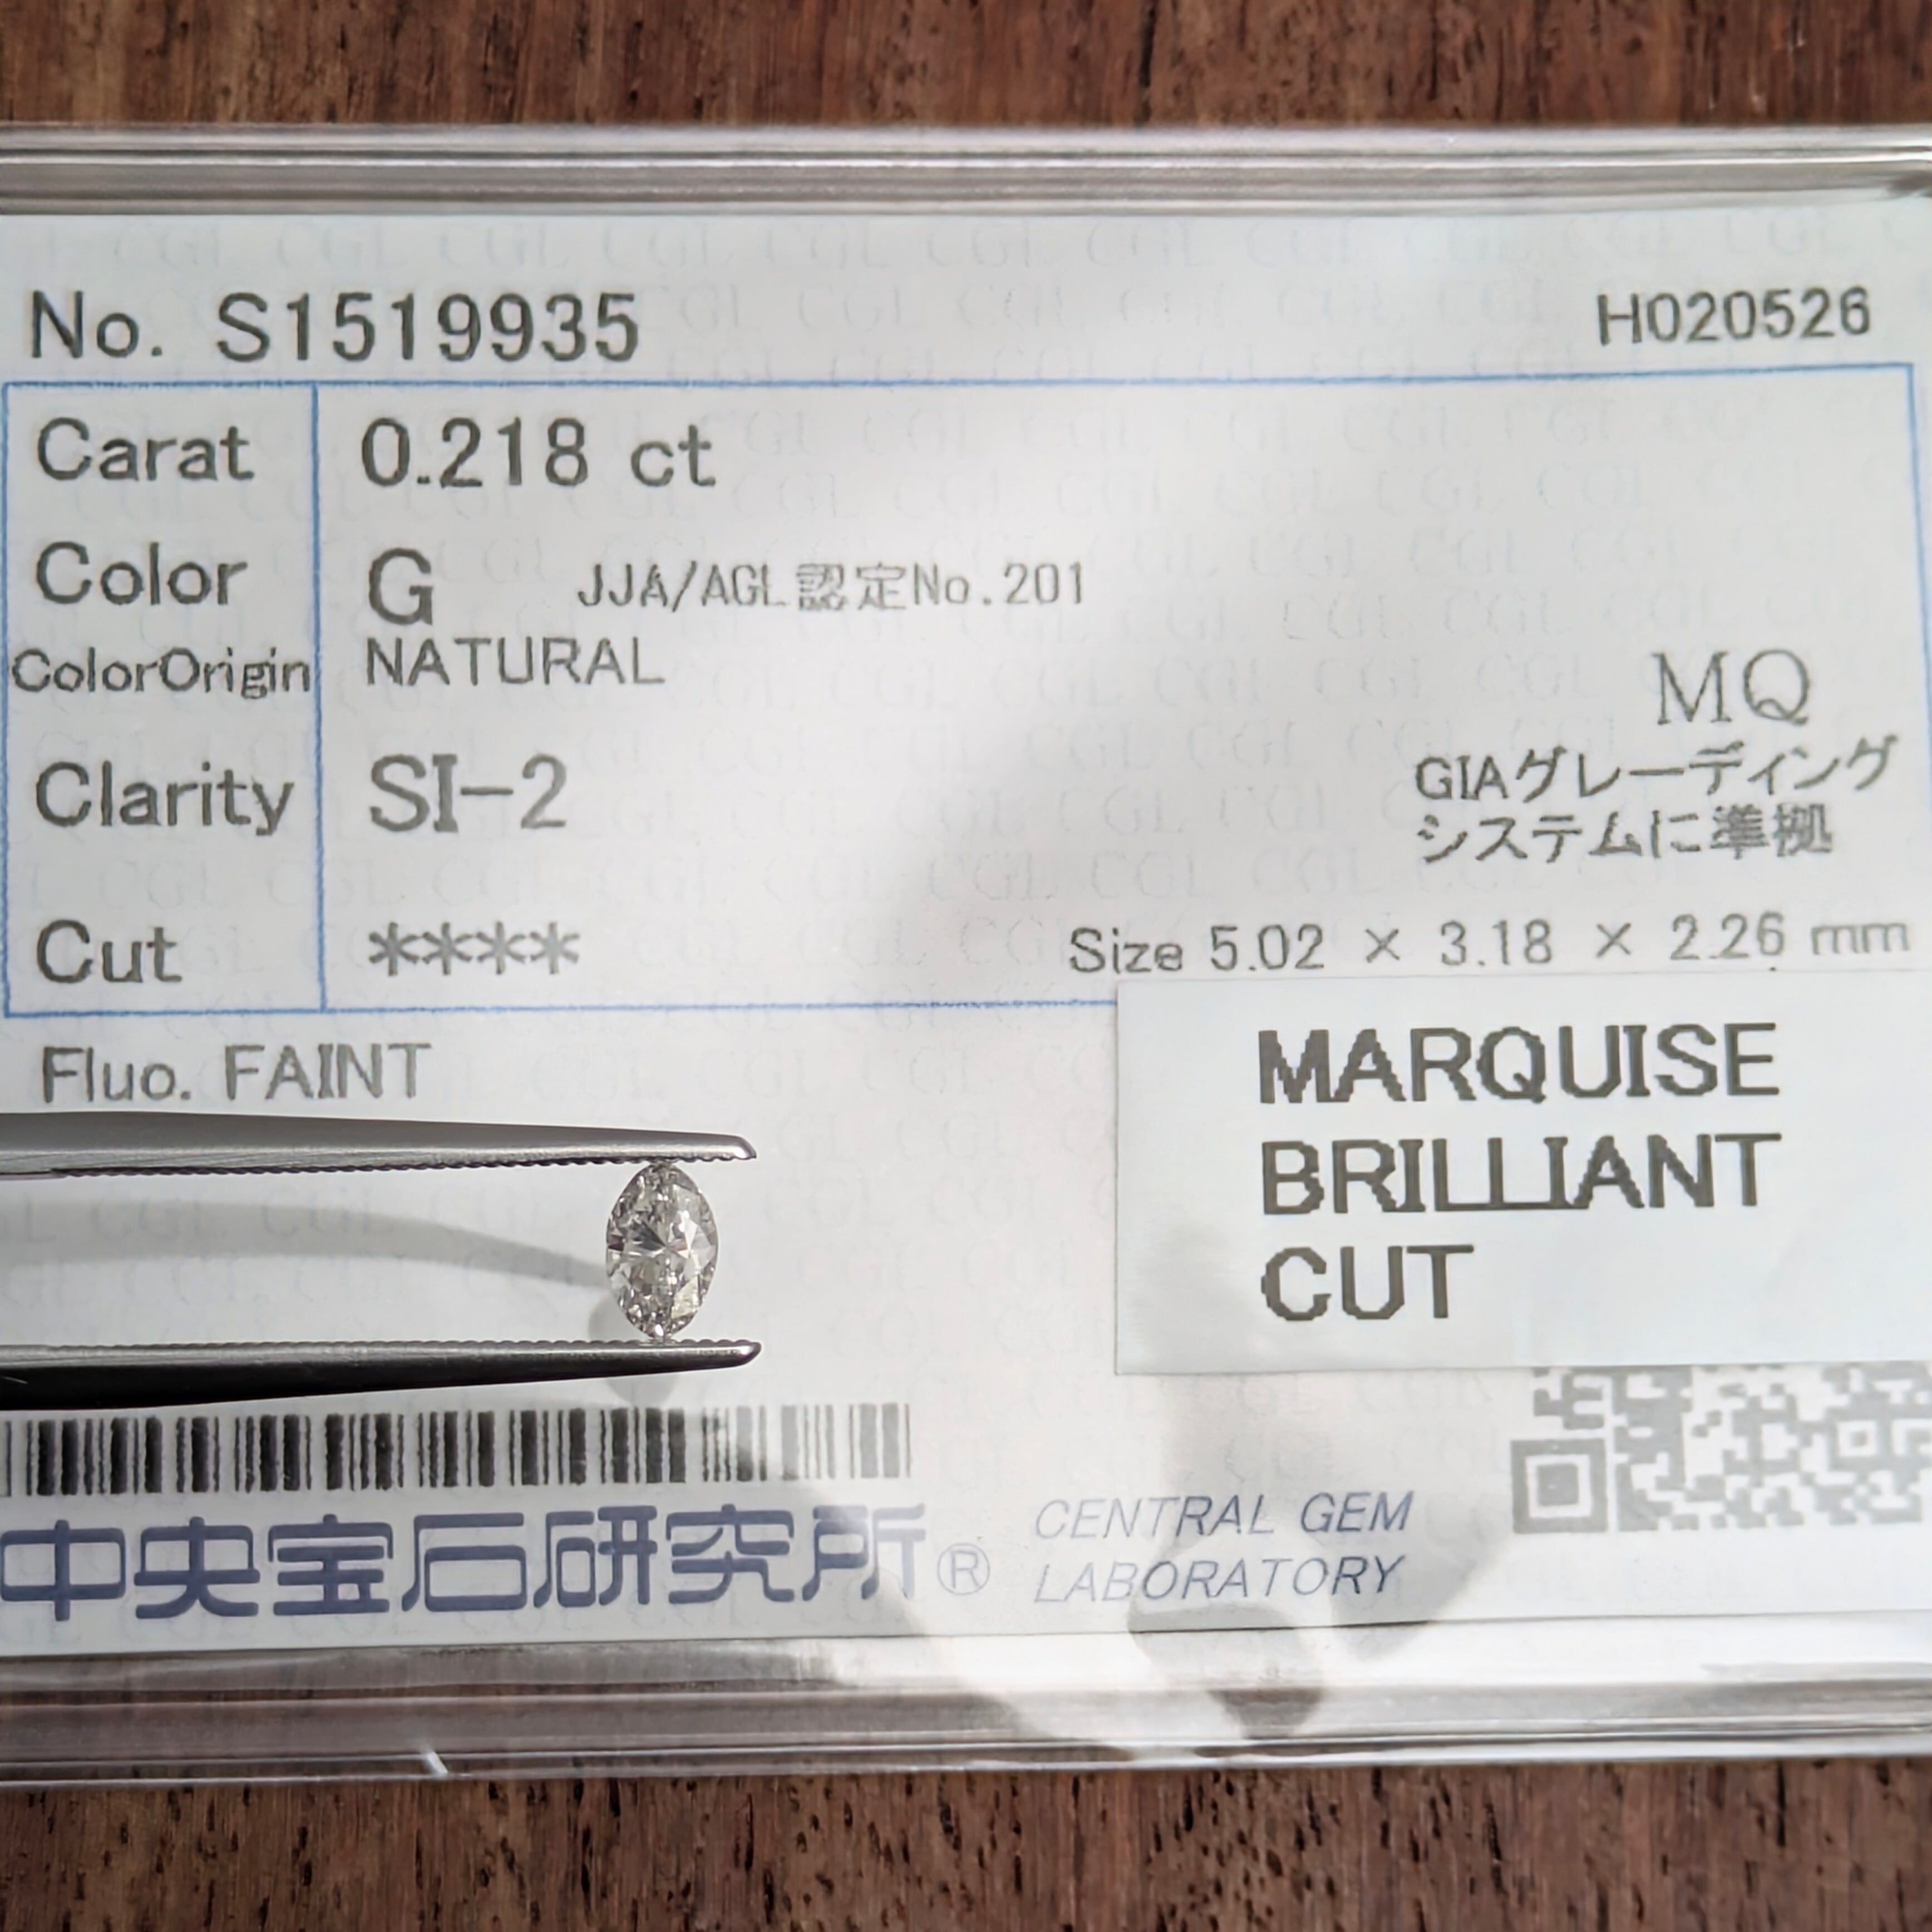 No. S1519935
H020526
Carat 0.218 ct
Color G JJA/AGL認定No.201
ColorOrigin NATURAL
MQ
Clarity SI-2
GIAグレーディング
システムに準拠
Cut ****
Size 5.02 × 3.18 × 2.26 mm
Fluo. FAINT
MARQUISE
BRILLIANT
CUT
中央宝石研究所®
CENTRAL GEM
LABORATORY